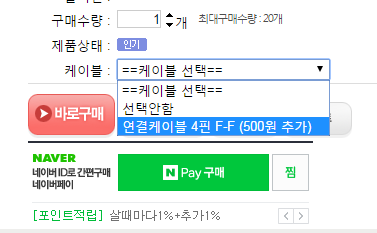 구매수량 : 1 개 최대구매수량 : 20개
제품상태 : 인기
케이블 : ==케이블 선택==
==케이블 선택==
선택안함
연결케이블 4핀 F-F (500원 추가)
바로구매
NAVER
네이버 ID로 간편구매
네이버페이
N Pay 구매
찜
[포인트적립] 살때마다1%+추가1%